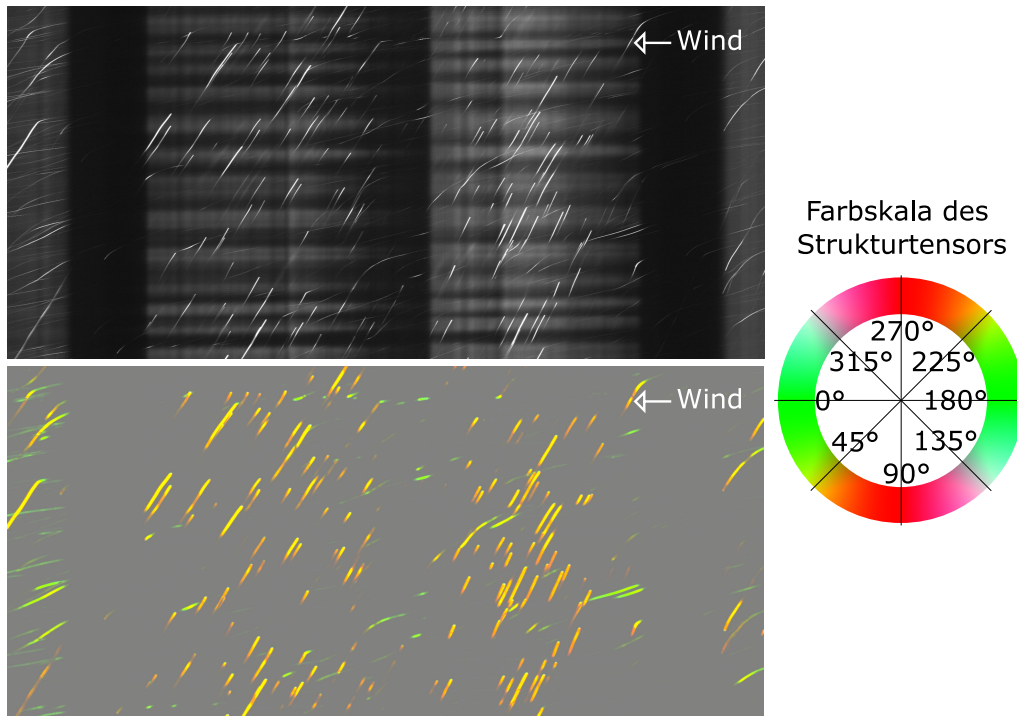 Wind
Wind
Farbskala des
Strukturtensors
270°
315° 225°
0° 180°
45° 135°
90°